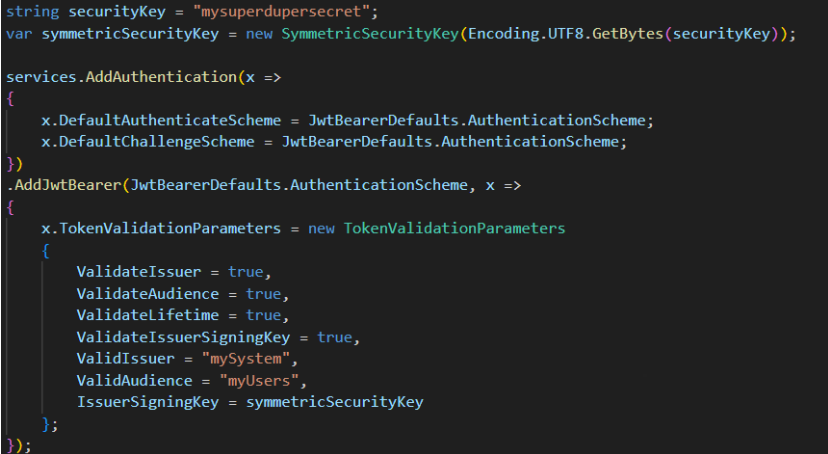 string securityKey = "mysuperdupersecret";
var symmetricSecurityKey = new SymmetricSecurityKey(Encoding.UTF8.GetBytes(securityKey));

services.AddAuthentication(x =>
{
    x.DefaultAuthenticateScheme = JwtBearerDefaults.AuthenticationScheme;
    x.DefaultChallengeScheme = JwtBearerDefaults.AuthenticationScheme;
})
.AddJwtBearer(JwtBearerDefaults.AuthenticationScheme, x =>
{
    x.TokenValidationParameters = new TokenValidationParameters
    {
        ValidateIssuer = true,
        ValidateAudience = true,
        ValidateLifetime = true,
        ValidateIssuerSigningKey = true,
        ValidIssuer = "mySystem",
        ValidAudience = "myUsers",
        IssuerSigningKey = symmetricSecurityKey
    };
});